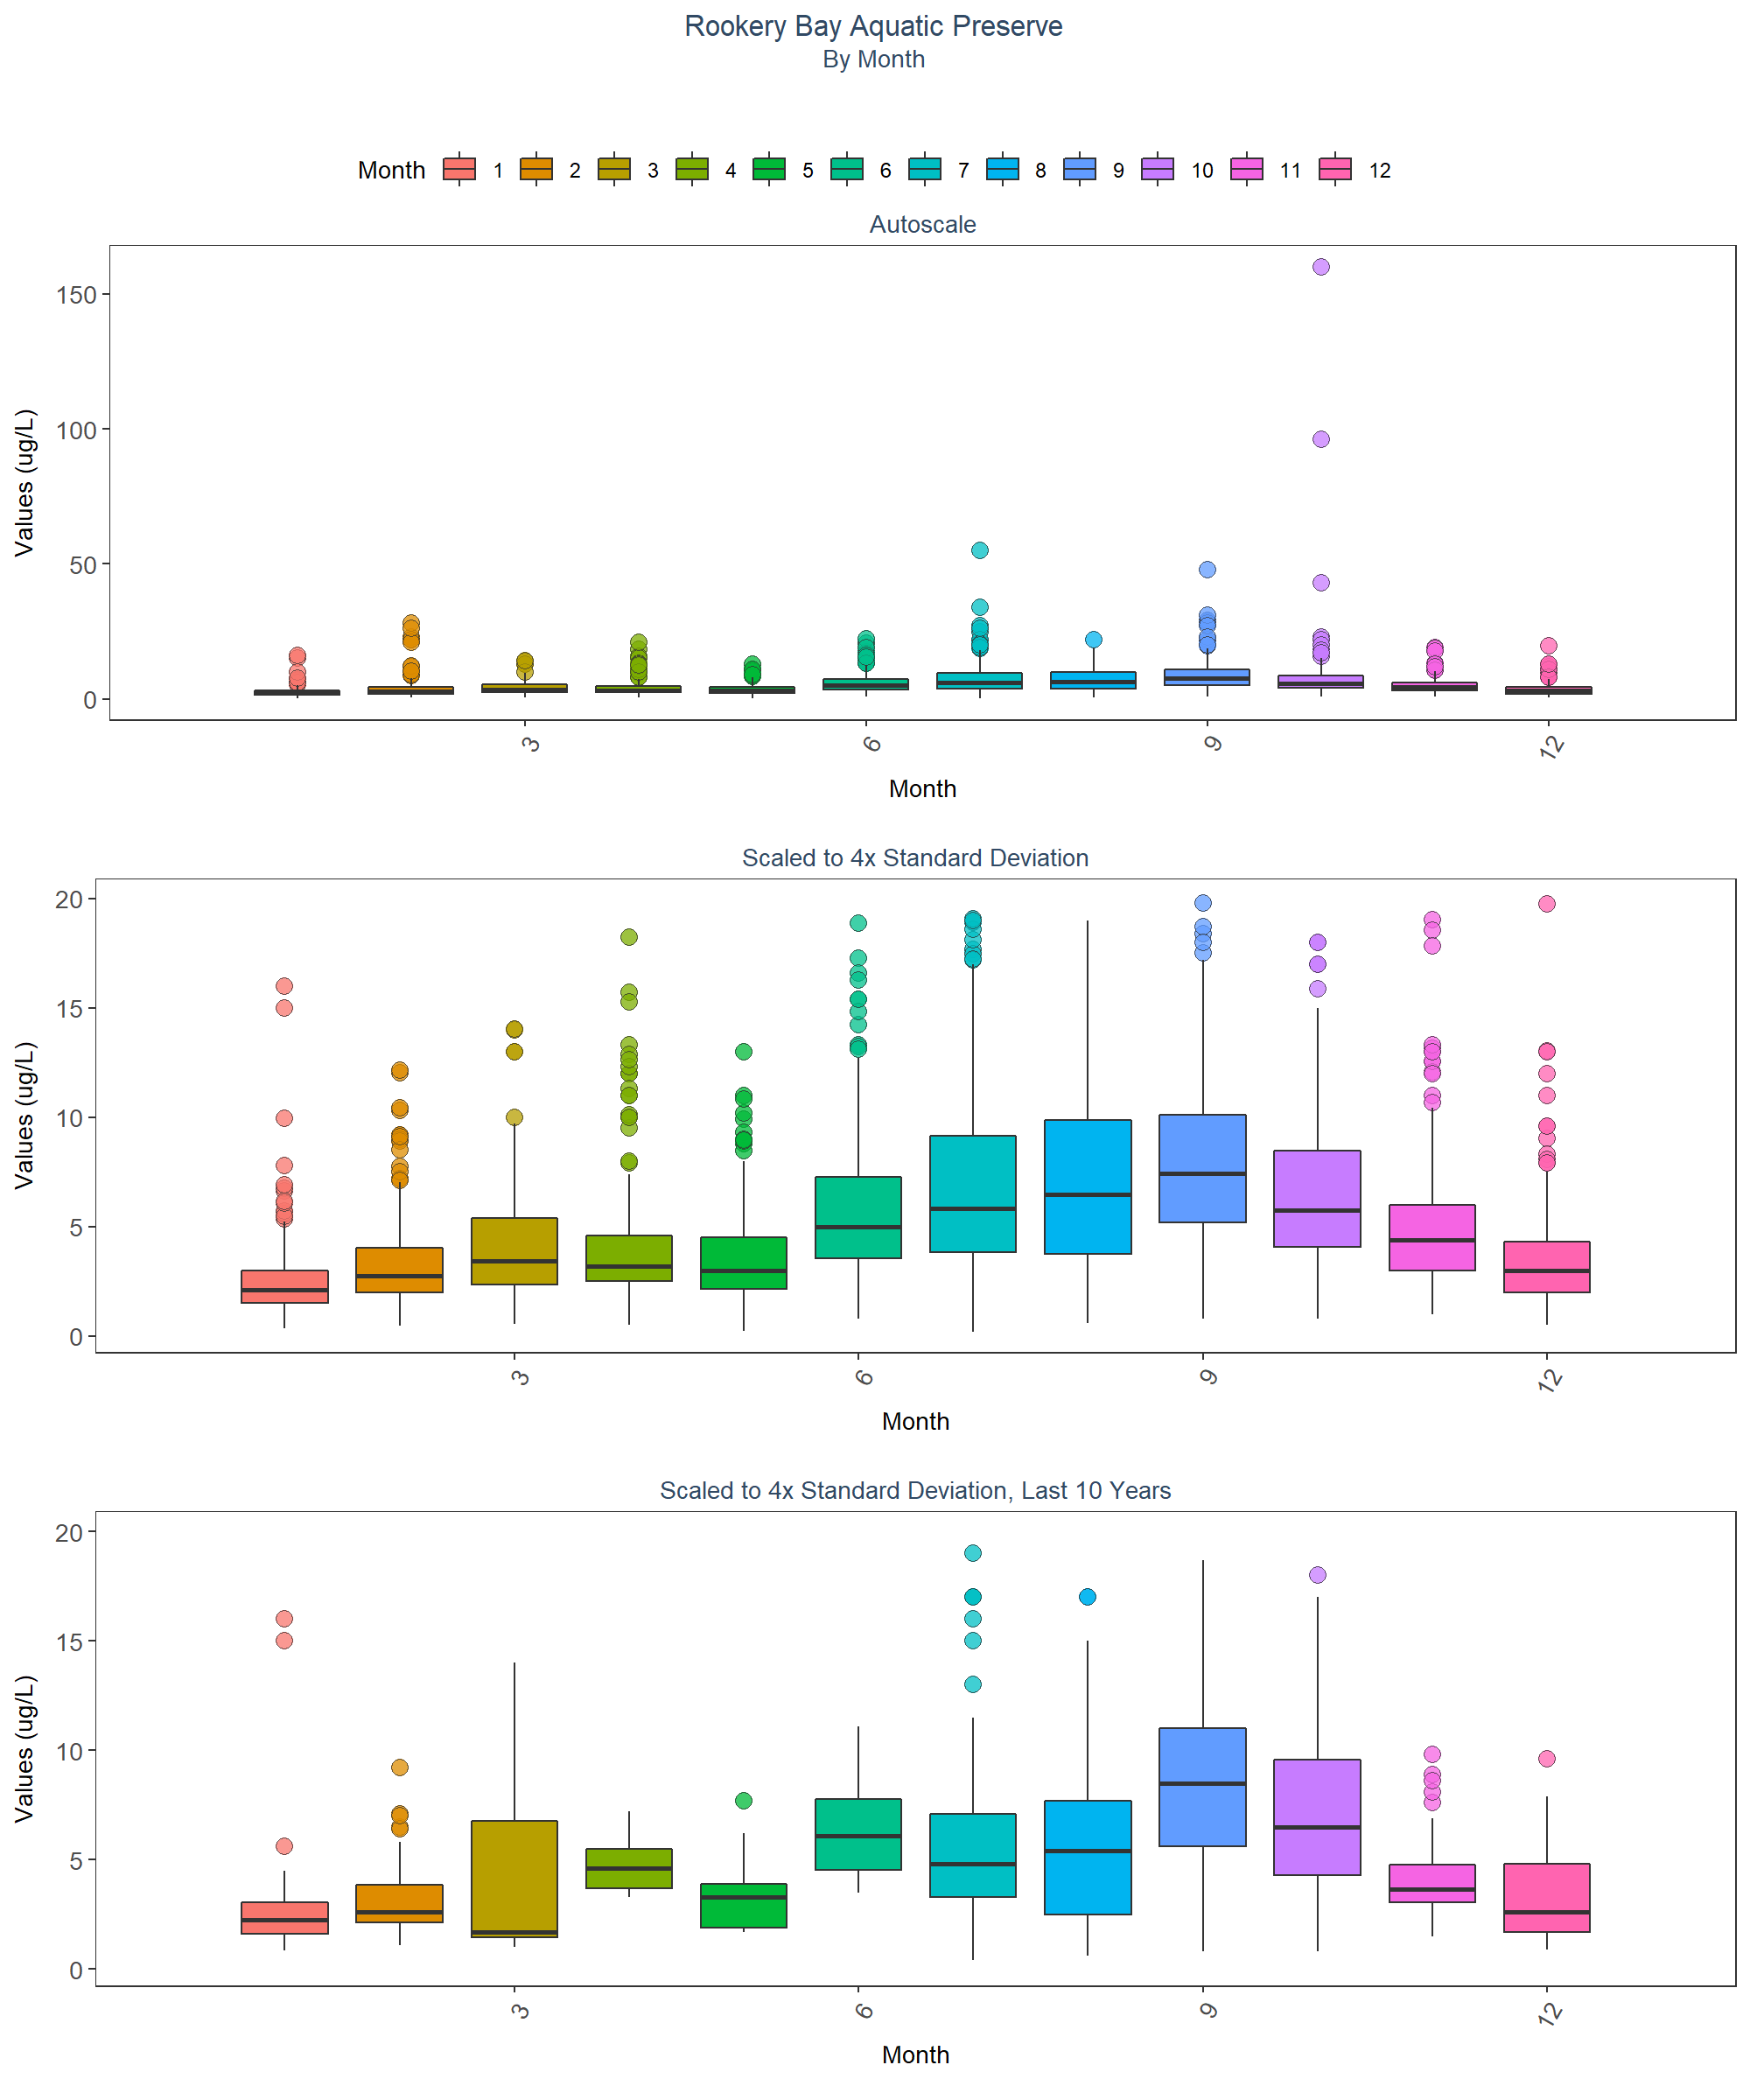 Rookery Bay Aquatic Preserve
By Month
Month 1 2 3 4 5 6 7 8 9 10 11 12
Autoscale
Values (ug/L)
150
100
50
0
3 6 9 12
Month
Scaled to 4x Standard Deviation
Values (ug/L)
20
15
10
5
0
3 6 9 12
Month
Scaled to 4x Standard Deviation, Last 10 Years
Values (ug/L)
20
15
10
5
0
3 6 9 12
Month